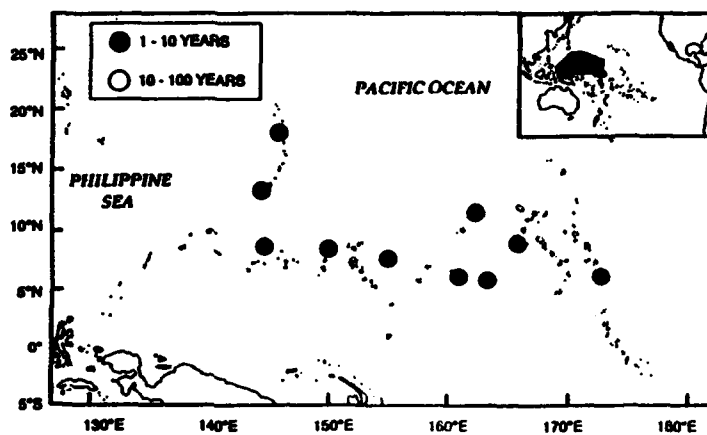 25°N
20°N
15°N
10°N
5°N
0°
5°S
1 - 10 YEARS
10 - 100 YEARS
PACIFIC OCEAN
PHILIPPINE
SEA
130°E
140°E
150°E
160°E
170°E
180°E